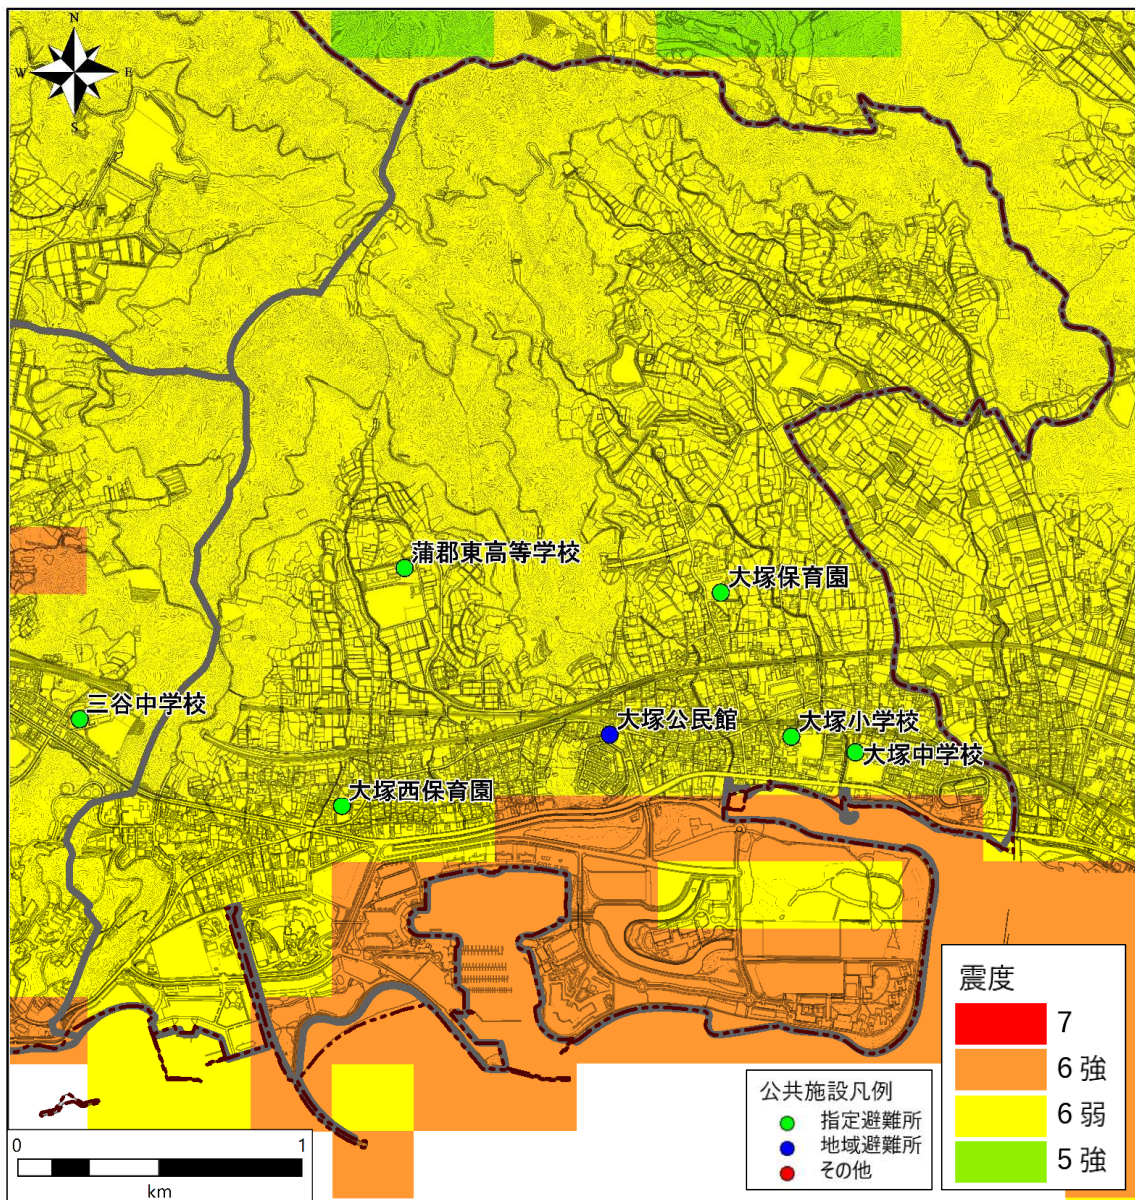 N
W
E
S
蒲郡東高等学校
大塚保育園
三谷中学校
大塚公民館
大塚小学校
大塚中学校
大塚西保育園
震度
7
6強
6弱
5強
公共施設凡例
指定避難所
地域避難所
その他
0 1
km